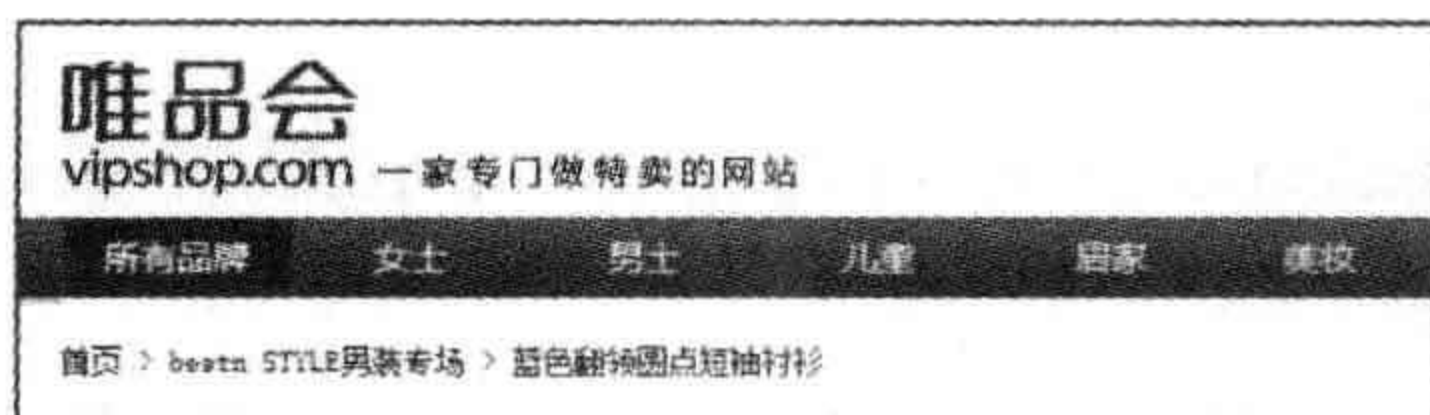 唯品会
vipshop.com 一家专门做特卖的网站
所有品牌 女士 男士 儿童 居家 美妆
首页 > STYLE男装专场 > 蓝色翻领圆点短袖衬衫